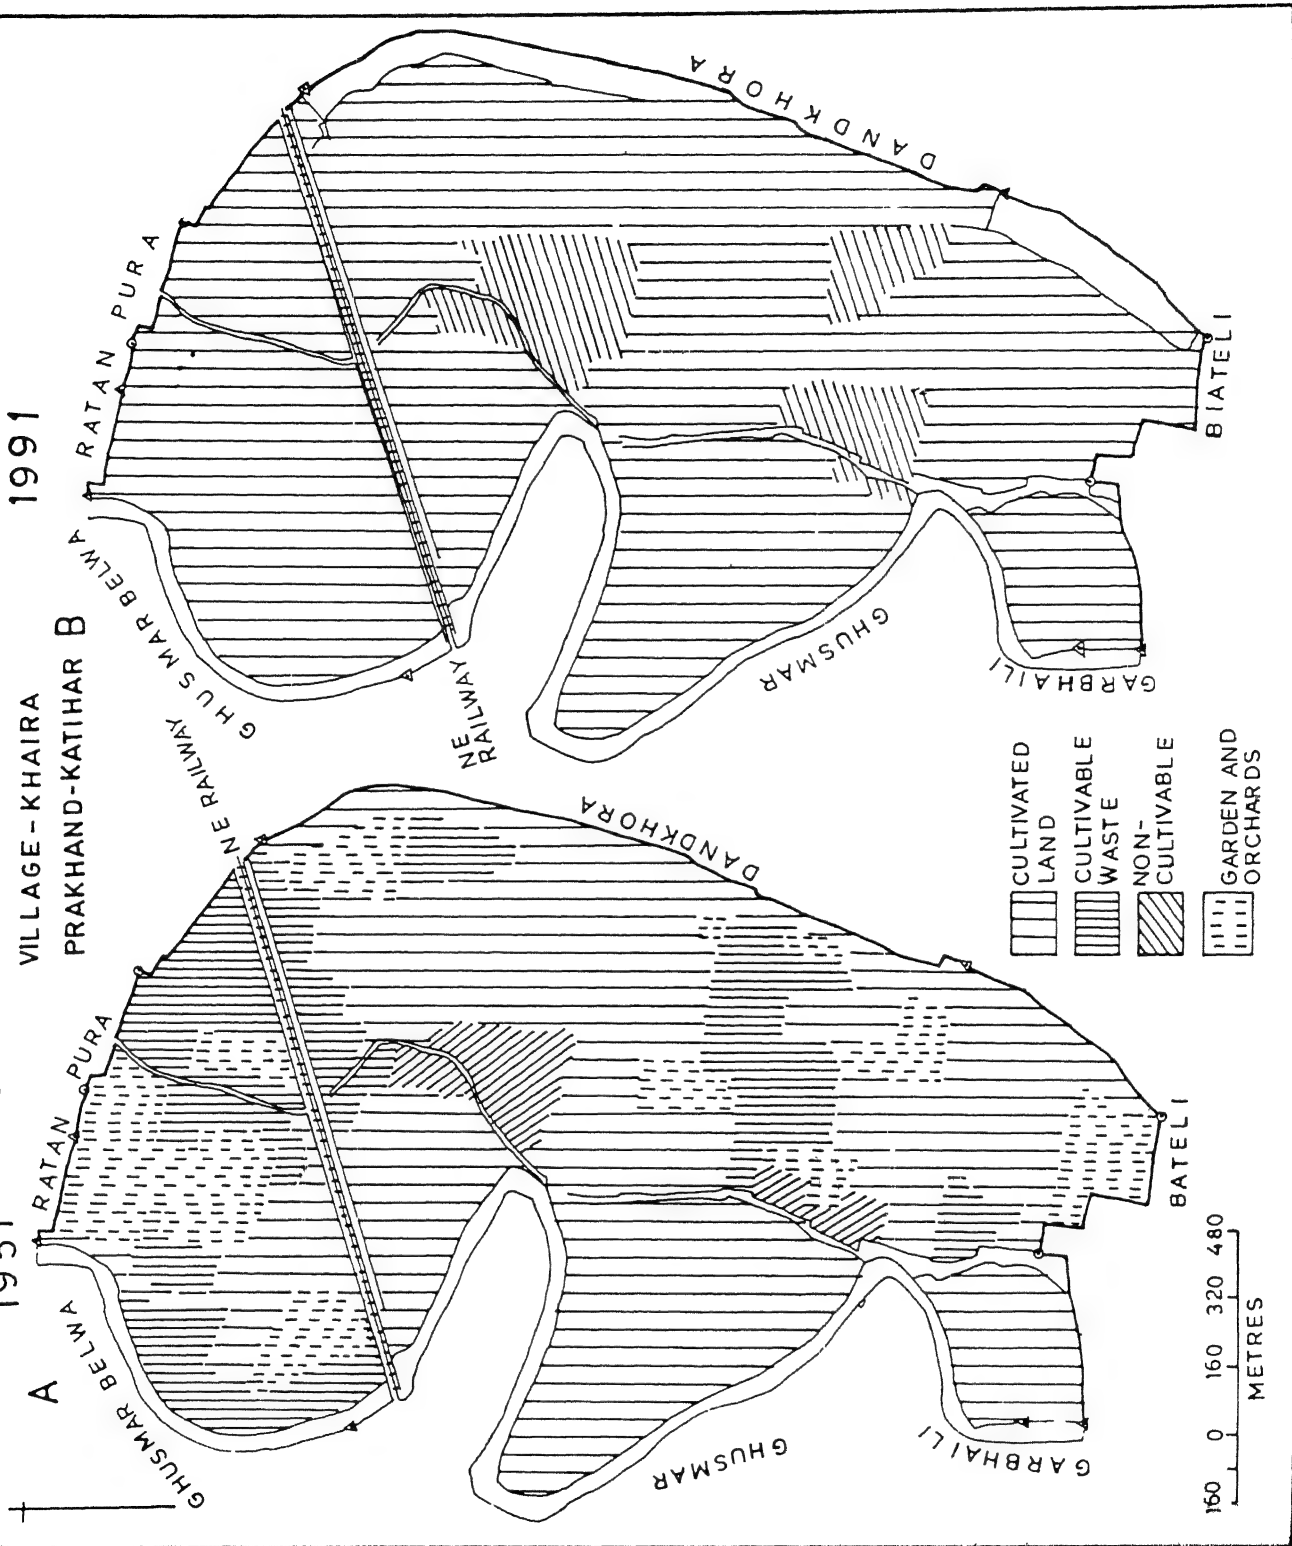 VILLAGE-KHAIRA
PRAKHAND-KATIHAR
A
B
1991
RATAN PURA
GHUSMAR BELWA
NE RAILWAY
DANDKHORA
GHUSMAR
GARBHAILI
BATELI
RATAN PURA
GHUSMAR BELWA
NE
RAILWAY
DANDKHORA
GHUSMAR
GARBHAILI
BIATELI
CULTIVATED
LAND
CULTIVABLE
WASTE
NON-
CULTIVABLE
GARDEN AND
ORCHARDS
160 0 160 320 480
METRES